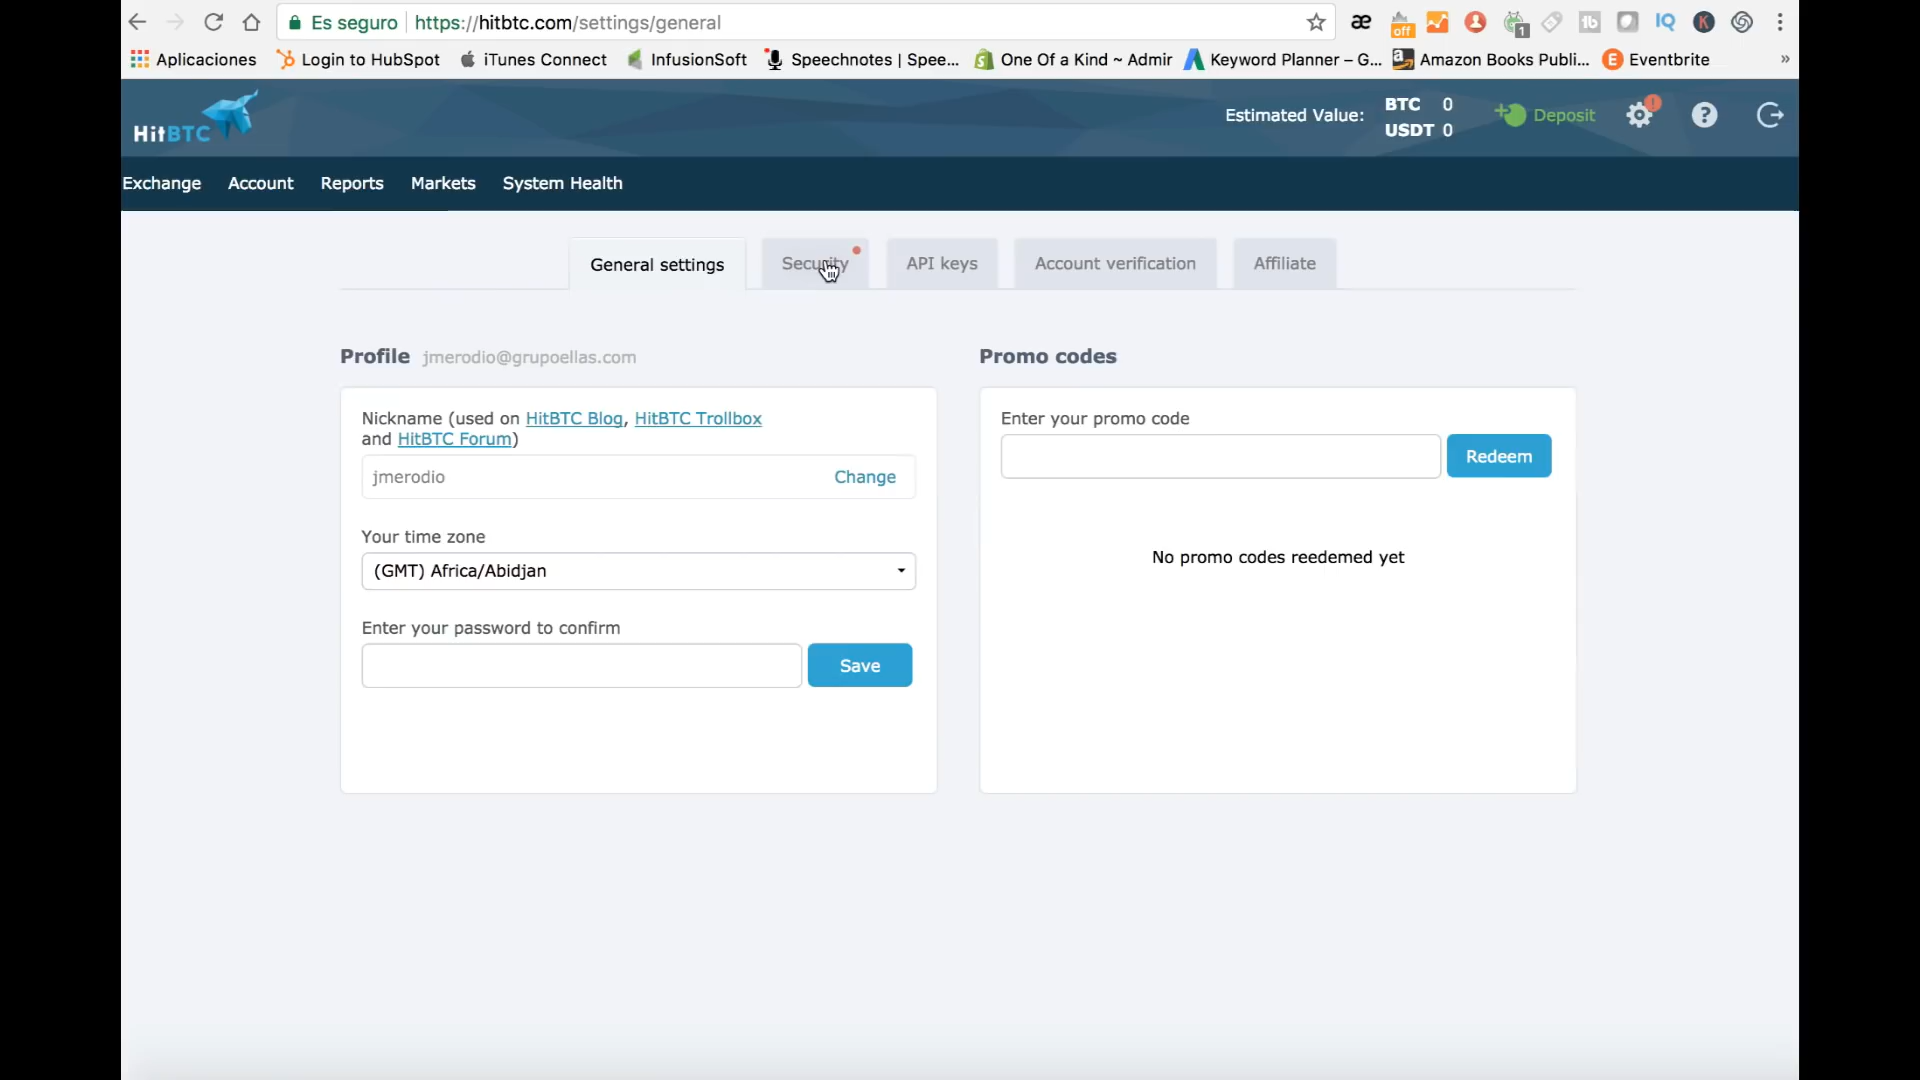 Es seguro https://hitbtc.com/settings/general æ off 1 tb IQ K
Aplicaciones Login to HubSpot iTunes Connect InfusionSoft Speechnotes | Spee... One Of a Kind ~ Admir Keyword Planner – G... Amazon Books Publi... E Eventbrite »
HitBTC Estimated Value: BTC 0 Deposit ! ?
USDT 0
Exchange Account Reports Markets System Health
General settings Security API keys Account verification Affiliate
Profile jmerodio@grupoellas.com Promo codes
Nickname (used on HitBTC Blog, HitBTC Trollbox Enter your promo code
and HitBTC Forum)
jmerodio Change Redeem
Your time zone
No promo codes reedemed yet
(GMT) Africa/Abidjan
Enter your password to confirm
Save